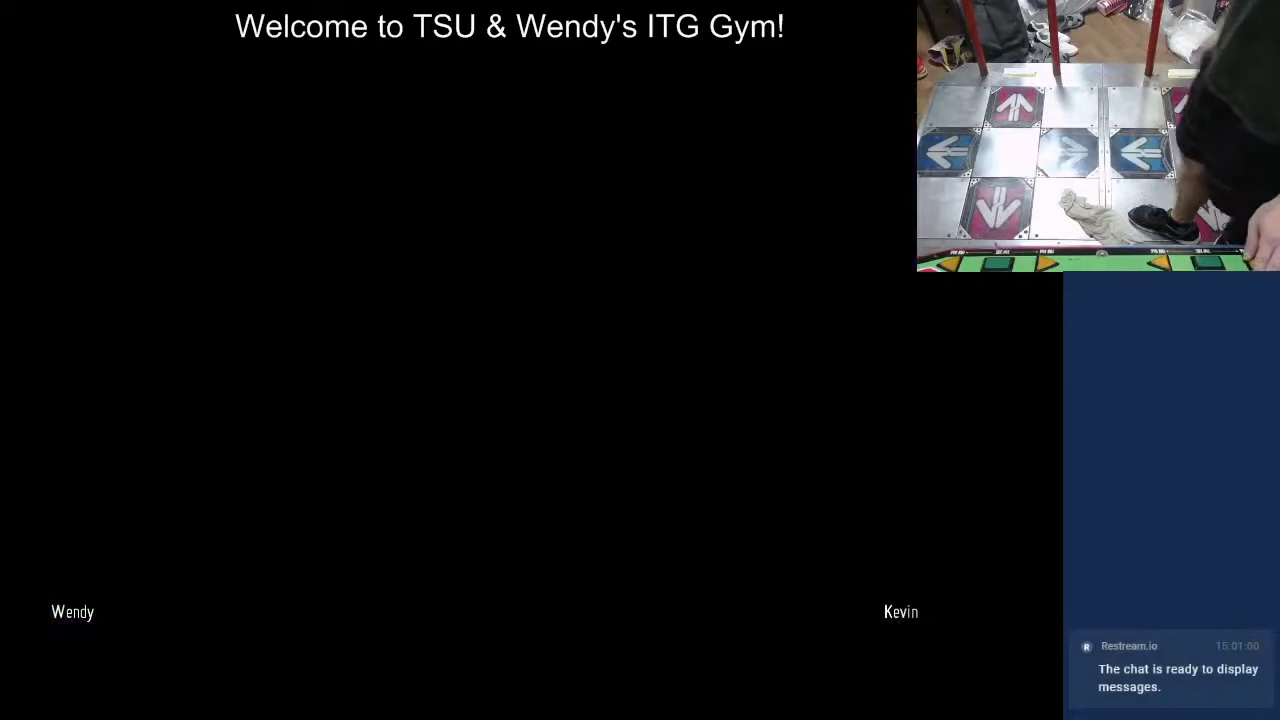 Welcome to TSU & Wendy's ITG Gym!
Wendy
Kevin
Restream.io 15:01:00
The chat is ready to display
messages.